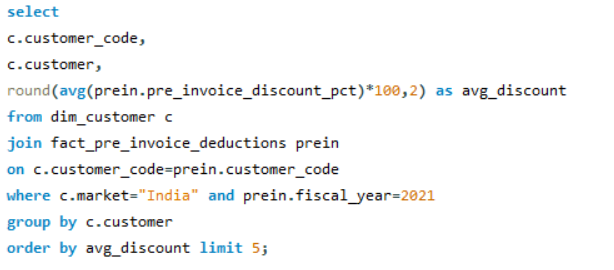 select
c.customer_code,
c.customer,
round(avg(prein.pre_invoice_discount_pct)*100,2) as avg_discount
from dim_customer c
join fact_pre_invoice_deductions prein
on c.customer_code=prein.customer_code
where c.market="India" and prein.fiscal_year=2021
group by c.customer
order by avg_discount limit 5;